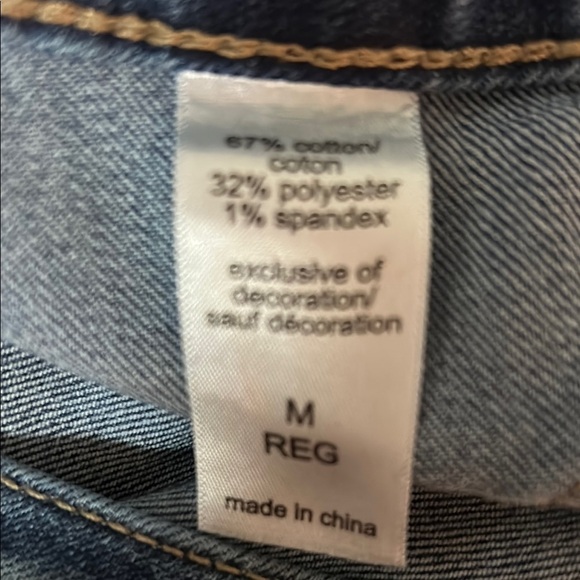 67% cotton/
coton
32% polyester
1% spandex
exclusive of
decoration/
sauf décoration
M
REG
made in china